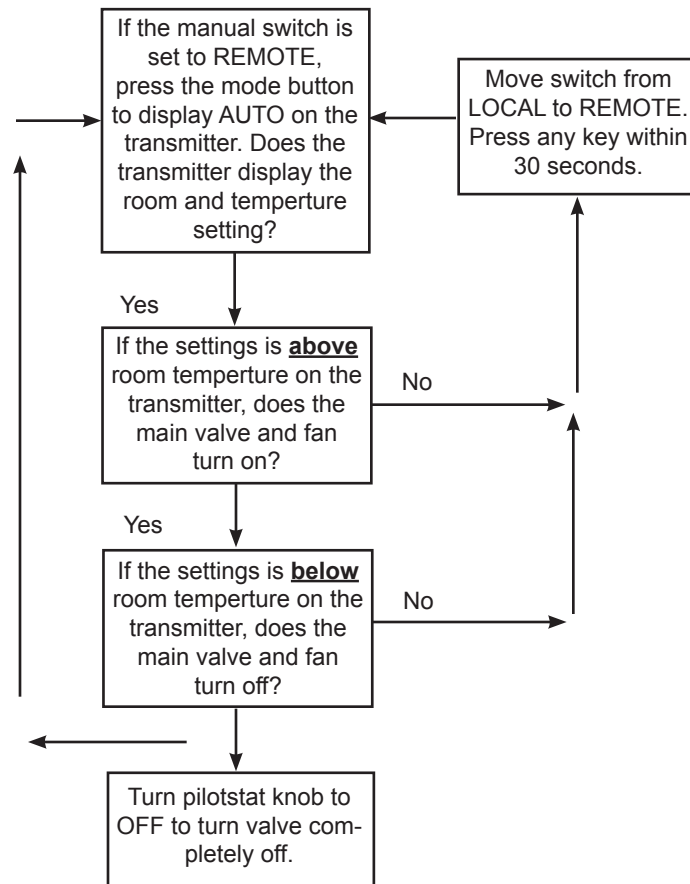 If the manual switch is
set to REMOTE,
press the mode button
to display AUTO on the
transmitter. Does the
transmitter display the
room and temperture
setting?
Move switch from
LOCAL to REMOTE.
Press any key within
30 seconds.
Yes
If the settings is above
room temperture on the
transmitter, does the
main valve and fan
turn on?
No
Yes
If the settings is below
room temperture on the
transmitter, does the
main valve and fan
turn off?
No
Turn pilotstat knob to
OFF to turn valve com-
pletely off.